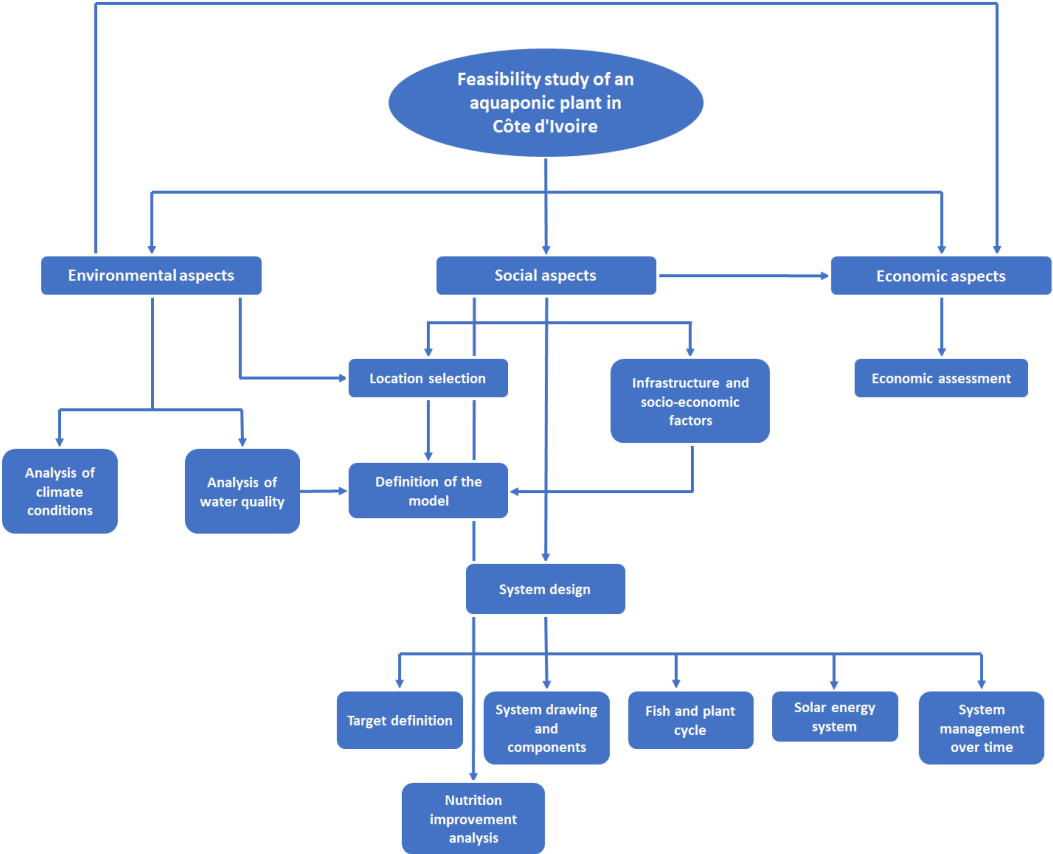 Feasibility study of an
aquaponic plant in
Côte d'Ivoire
Environmental aspects
Social aspects
Economic aspects
Location selection
Infrastructure and
socio-economic
factors
Economic assessment
Analysis of
climate
conditions
Analysis of
water quality
Definition of the
model
System design
Target definition
System drawing
and
components
Fish and plant
cycle
Solar energy
system
System
management
over time
Nutrition
improvement
analysis